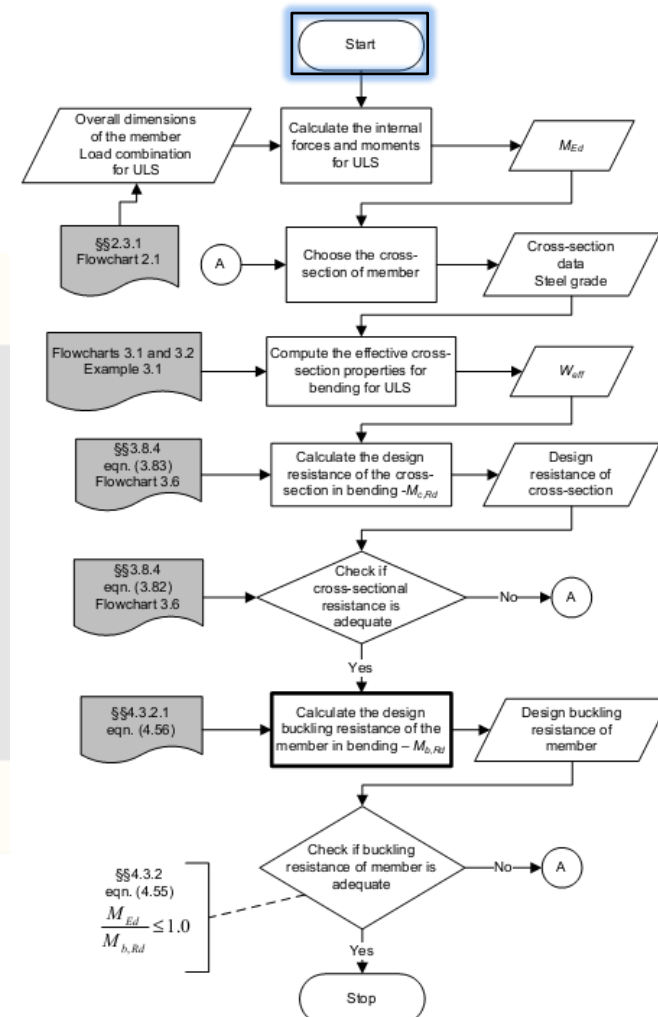 Start
Overall dimensions
of the member
Load combination
for ULS
Calculate the internal
forces and moments
for ULS
M_Ed
§§2.3.1
Flowchart 2.1
A
Choose the cross-
section of member
Cross-section
data
Steel grade
Flowcharts 3.1 and 3.2
Example 3.1
Compute the effective cross-
section properties for
bending for ULS
W_eff
§§3.8.4
eqn. (3.83)
Flowchart 3.6
Calculate the design
resistance of the cross-
section in bending -M_c,Rd
Design
resistance of
cross-section
§§3.8.4
eqn. (3.82)
Flowchart 3.6
Check if
cross-sectional
resistance is
adequate
No
A
Yes
§§4.3.2.1
eqn. (4.56)
Calculate the design
buckling resistance of the
member in bending – M_b,Rd
Design buckling
resistance of
member
§§4.3.2
eqn. (4.55)
M_Ed / M_b,Rd ≤ 1.0
Check if buckling
resistance of member is
adequate
No
A
Yes
Stop